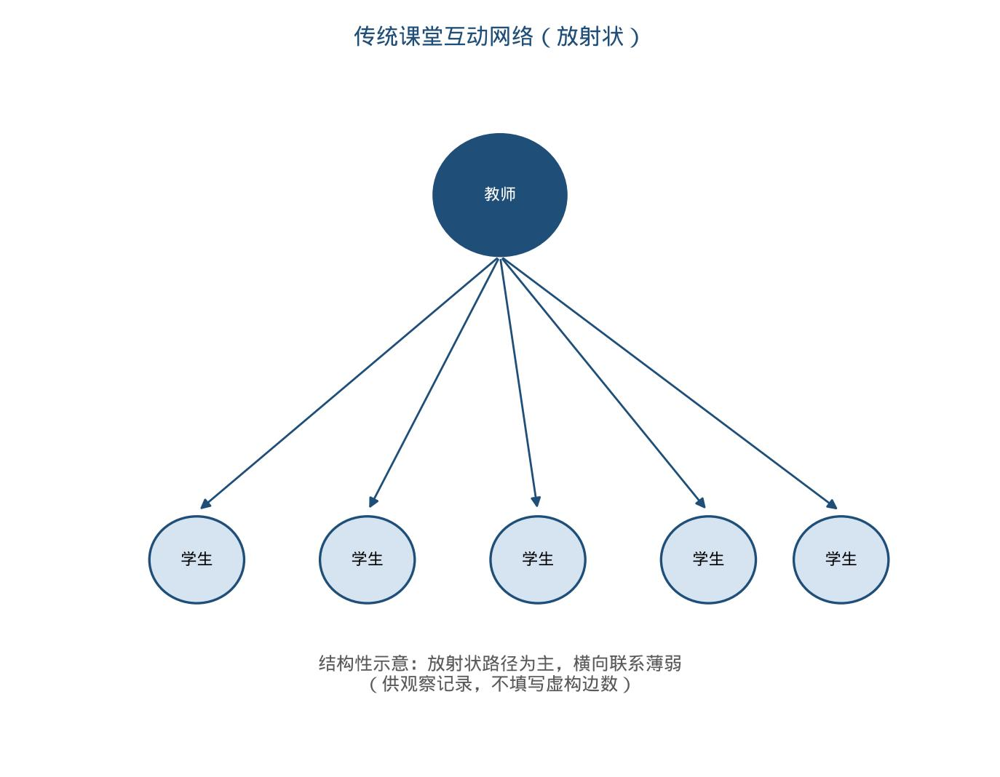 传统课堂互动网络（放射状）
教师
学生
学生
学生
学生
学生
结构性示意：放射状路径为主，横向联系薄弱
（供观察记录，不填写虚构边数）